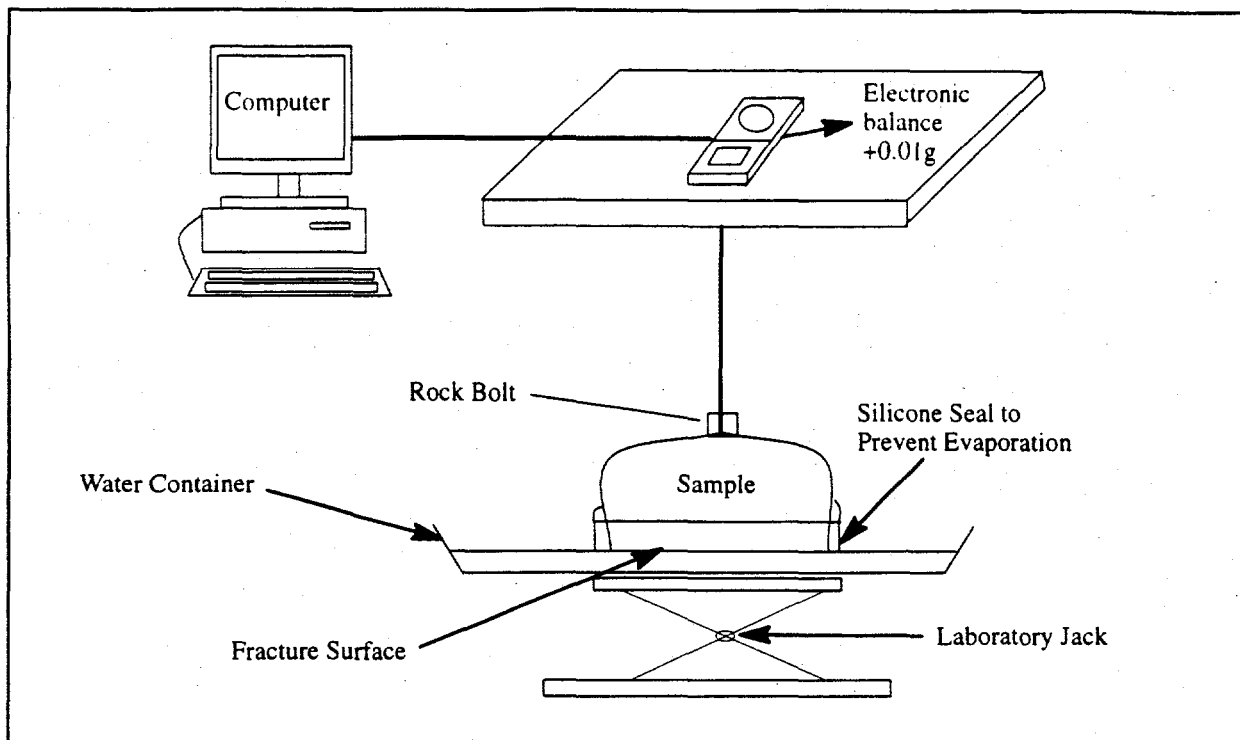 Computer
Electronic
balance
+0.01g
Rock Bolt
Silicone Seal to
Prevent Evaporation
Water Container
Sample
Fracture Surface
Laboratory Jack